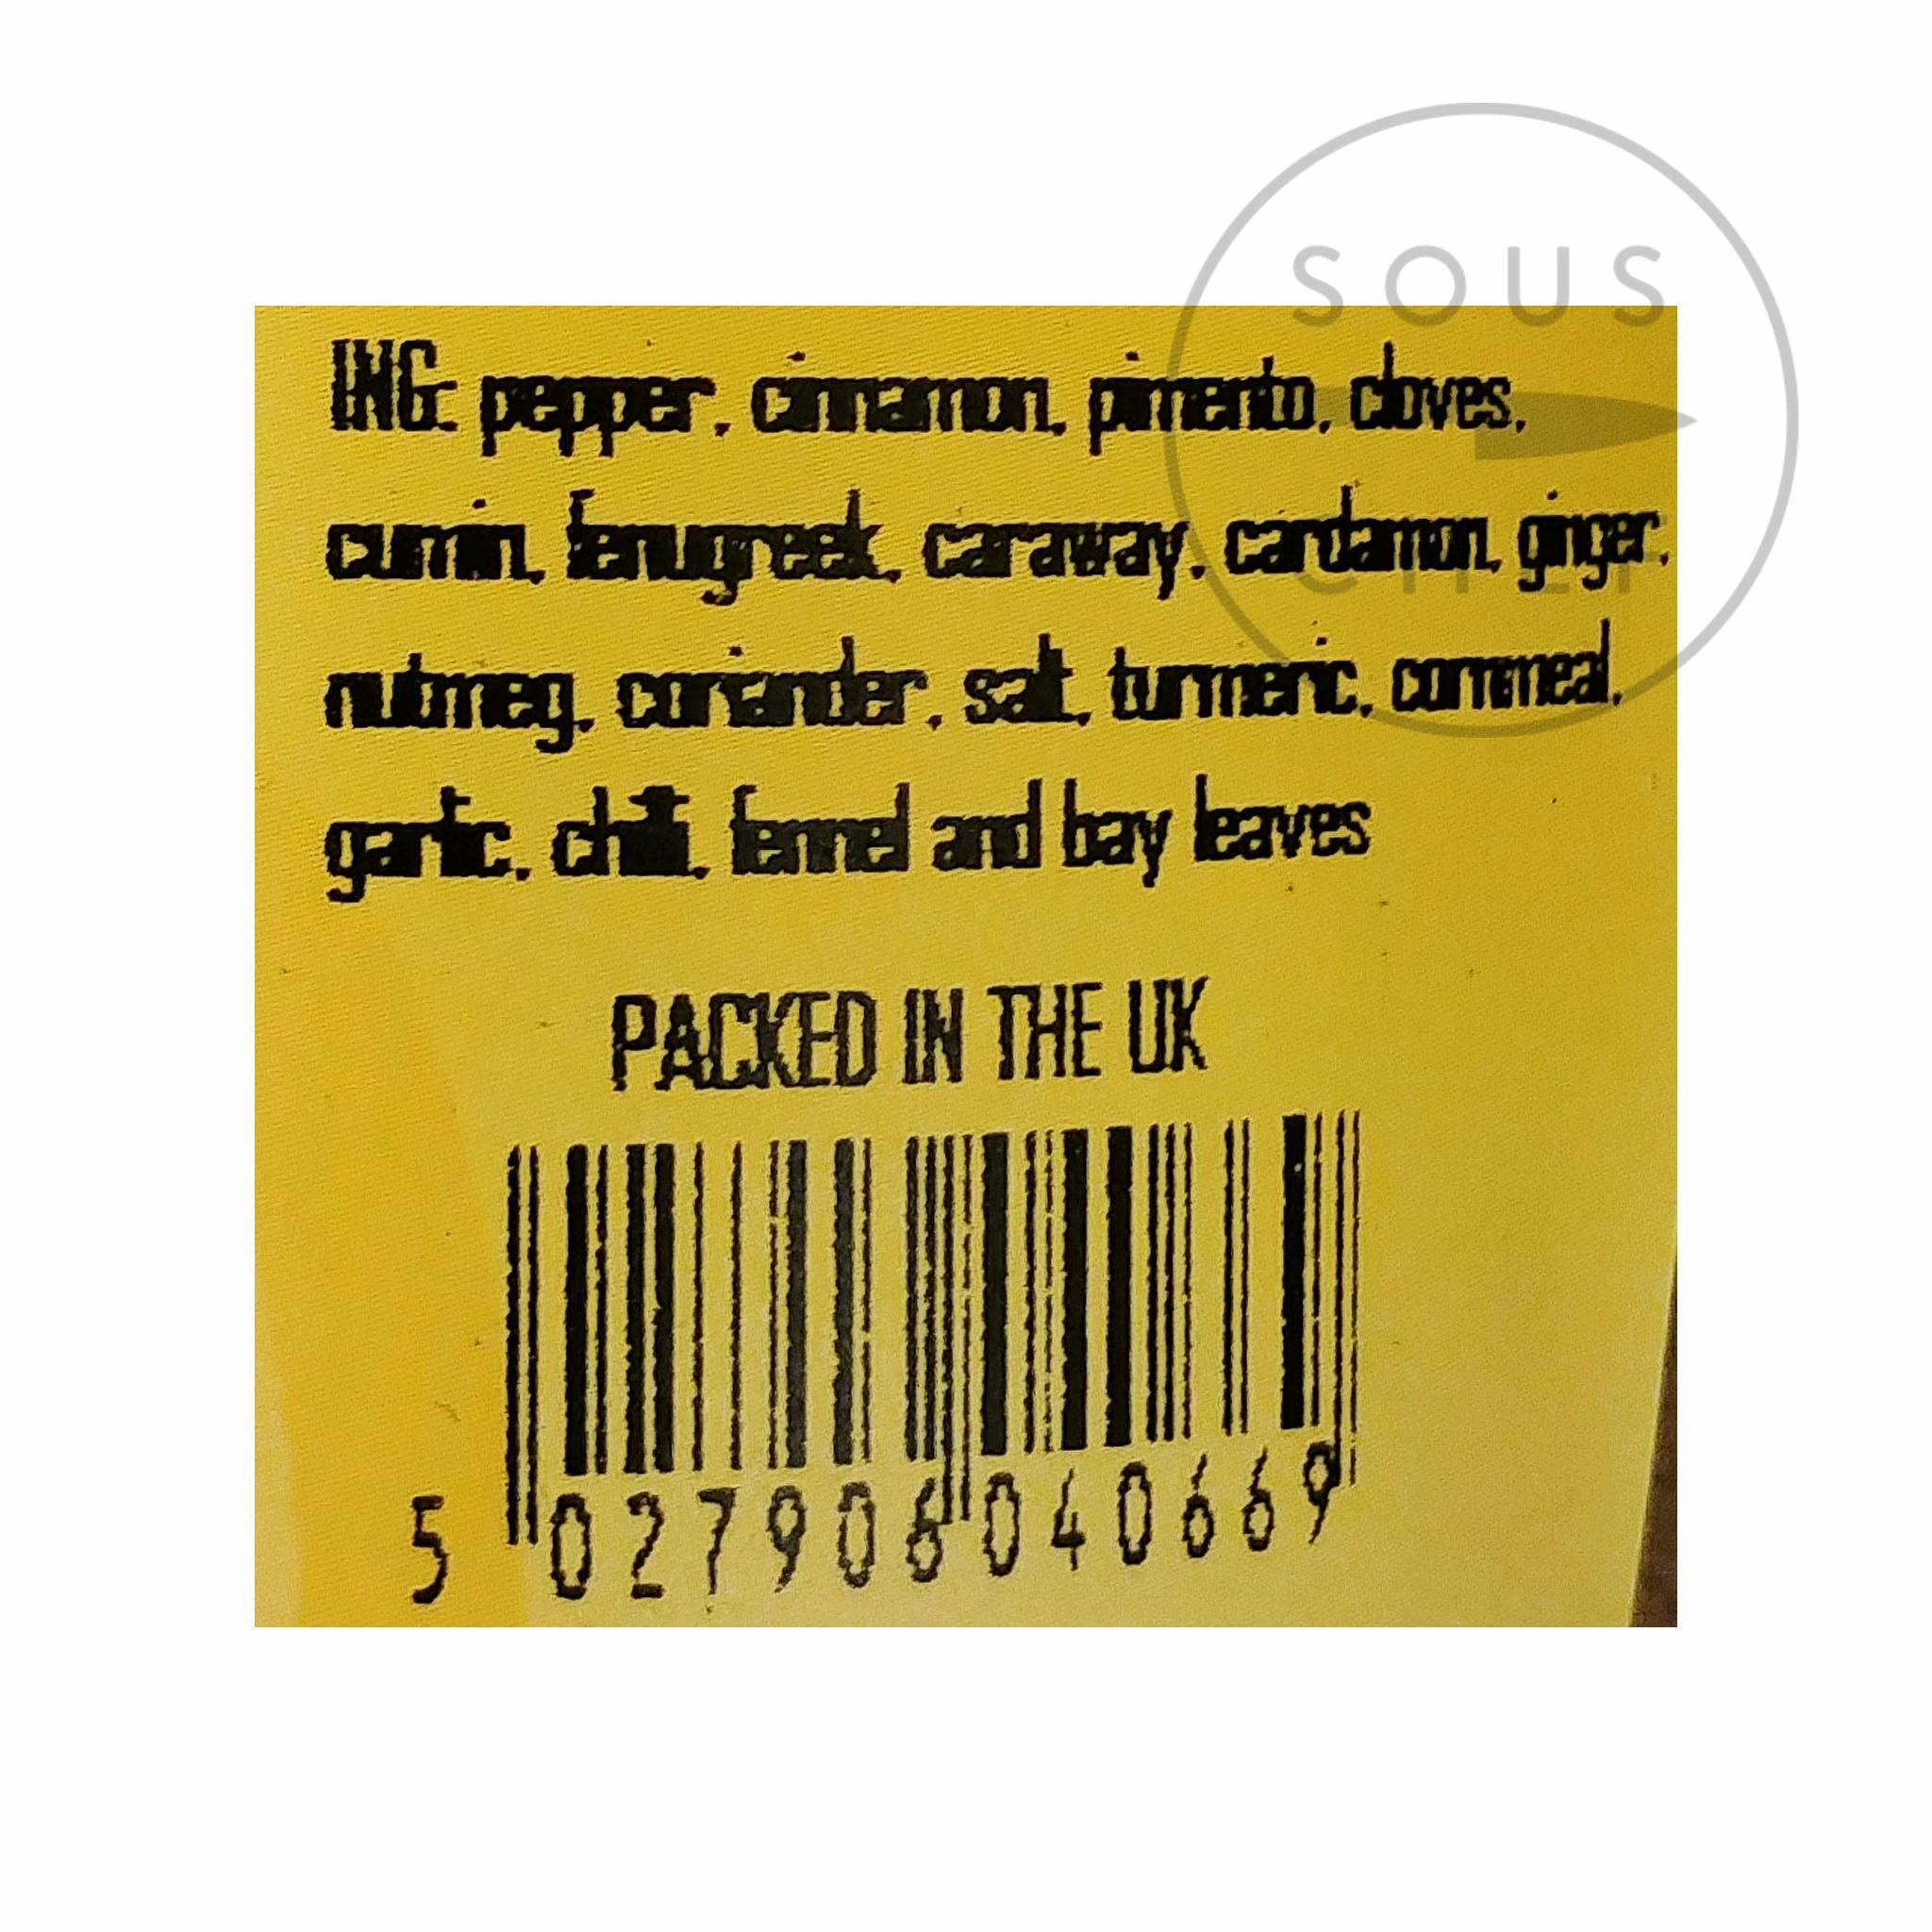 SOUS
CHEF
ING: pepper, cinnamon, pimento, cloves,
cumin, fenugreek, caraway, cardamon, ginger,
nutmeg, coriander, salt, turmeric, cornmeal,
garlic, chilli, fennel and bay leaves
PACKED IN THE UK
5 027906 040669